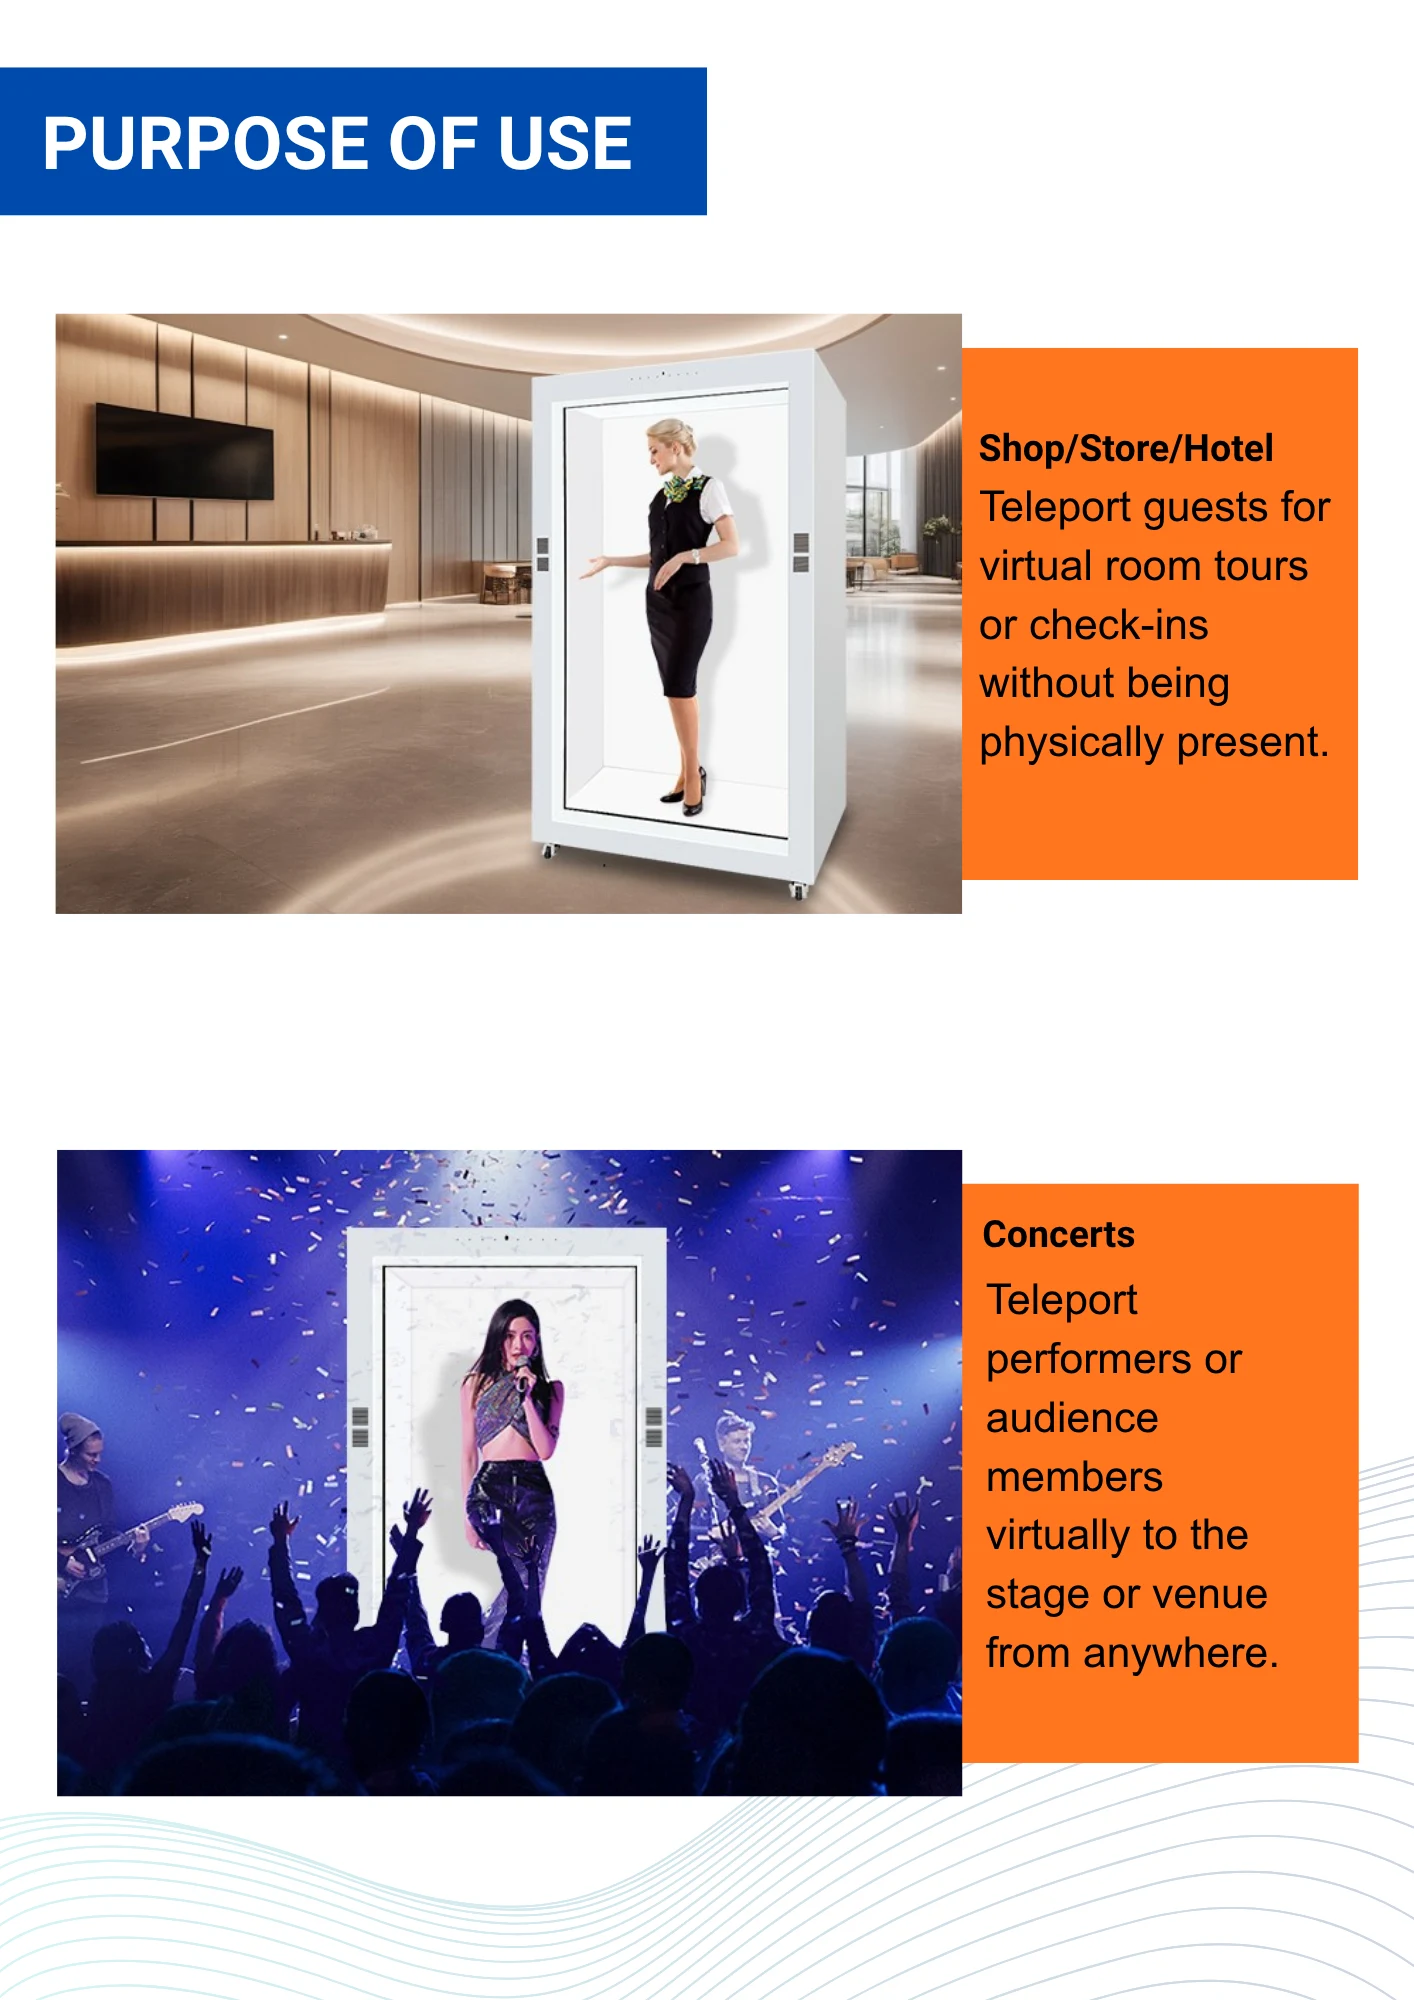 PURPOSE OF USE
Shop/Store/Hotel
Teleport guests for
virtual room tours
or check-ins
without being
physically present.
Concerts
Teleport
performers or
audience
members
virtually to the
stage or venue
from anywhere.